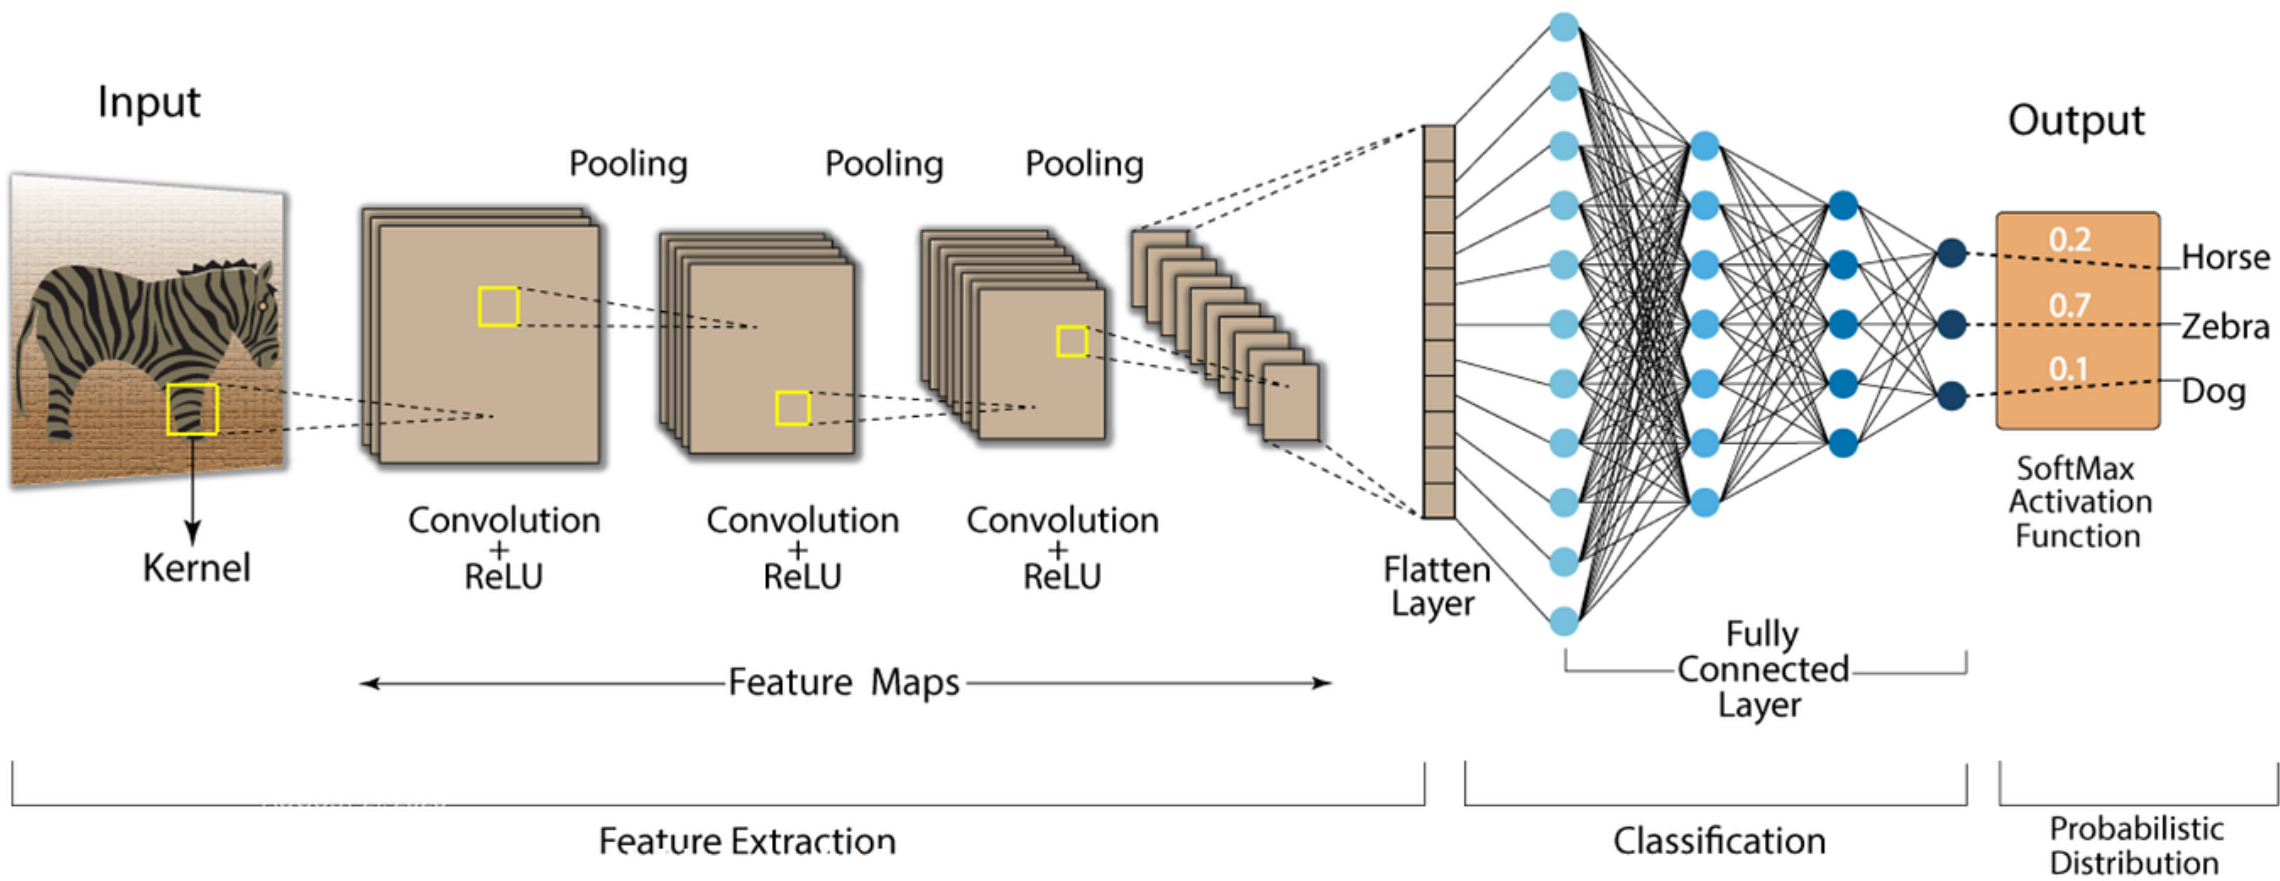 Input
Output
Pooling
Pooling
Pooling
0.2
Horse
0.7
Zebra
0.1
Dog
SoftMax
Activation
Function
Convolution
+
ReLU
Convolution
+
ReLU
Convolution
+
ReLU
Kernel
Flatten
Layer
Fully
Connected
Layer
Feature Maps
Feature Extraction
Classification
Probabilistic
Distribution